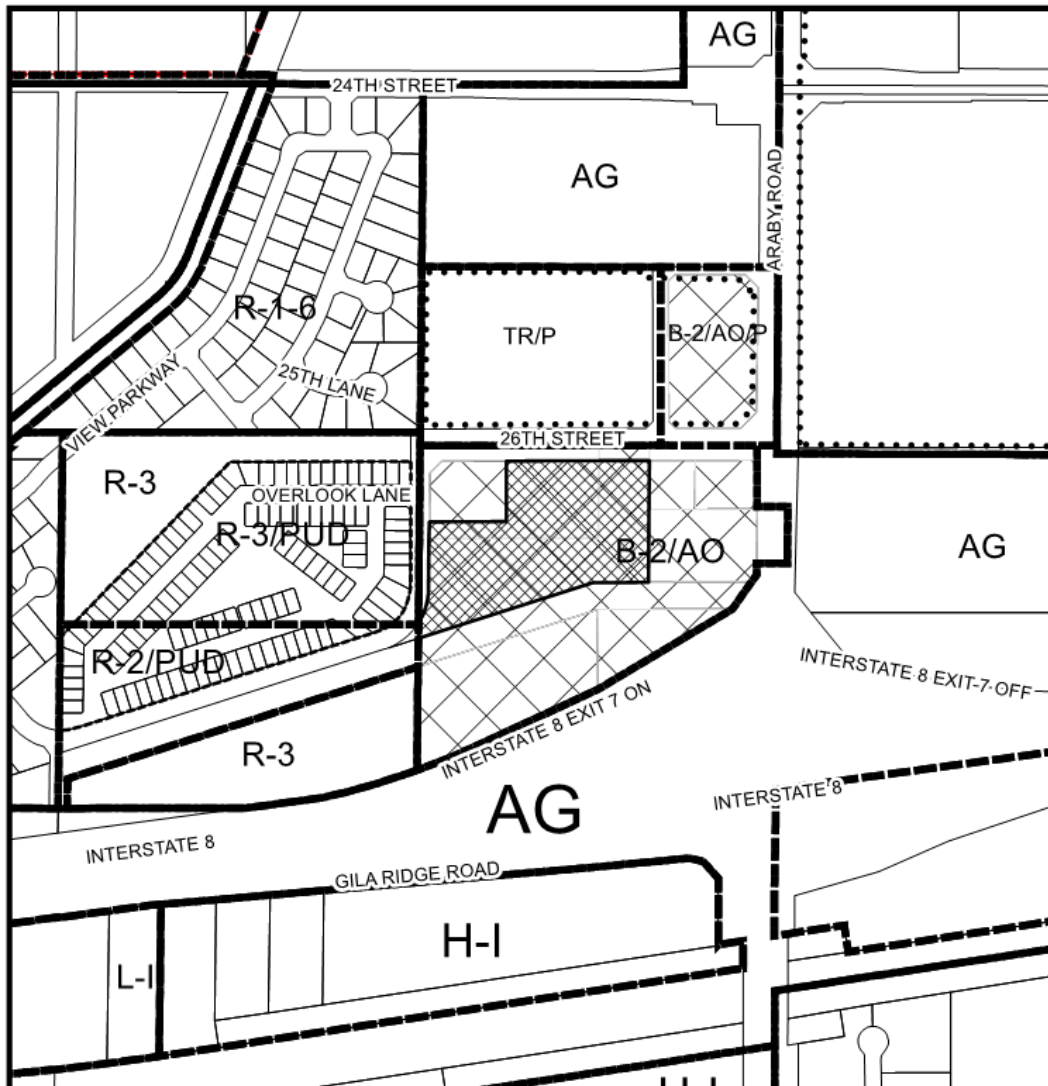 AG
24TH STREET
AG
ARABY ROAD
R-1-6
TR/P
B-2/AO/P
25TH LANE
VIEW PARKWAY
26TH STREET
R-3
OVERLOOK LANE
R-3/PUD
B-2/AO
AG
R-2/PUD
INTERSTATE 8 EXIT 7 OFF
INTERSTATE 8 EXIT 7 ON
R-3
AG
INTERSTATE 8
INTERSTATE 8
GILA RIDGE ROAD
H-I
L-I